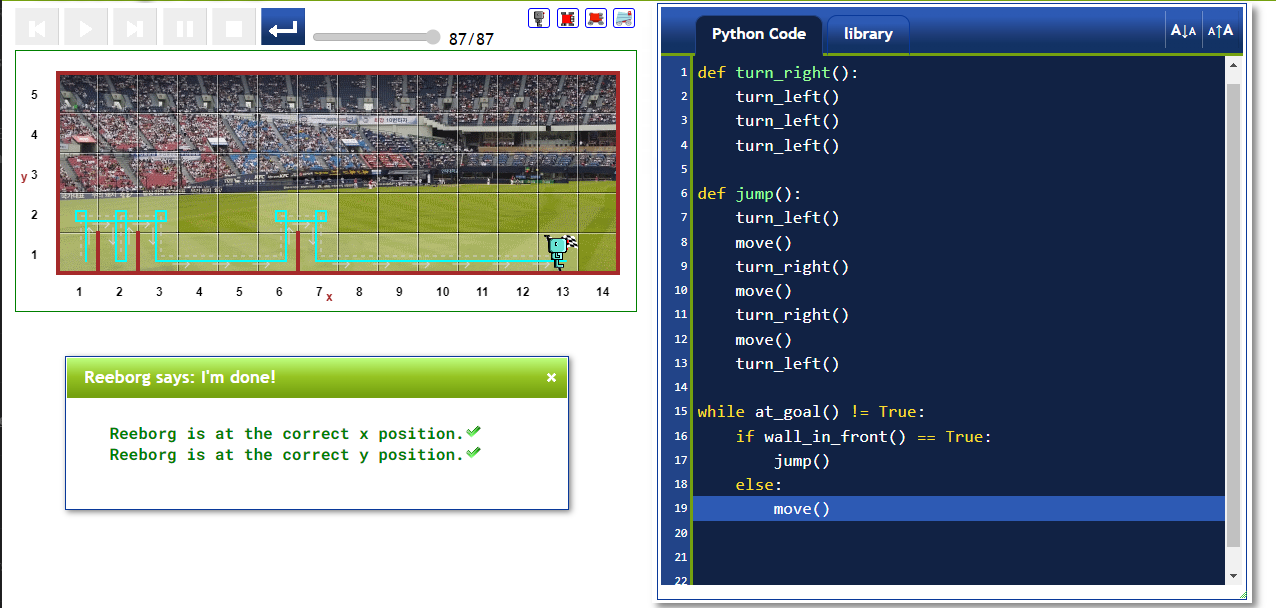 87/87
5
4
y 3
2
1
1 2 3 4 5 6 7 x 8 9 10 11 12 13 14
Reeborg says: I'm done! ×
Reeborg is at the correct x position.
Reeborg is at the correct y position.
Python Code library A↓A A↑A
1 def turn_right():
2 turn_left()
3 turn_left()
4 turn_left()
5
6 def jump():
7 turn_left()
8 move()
9 turn_right()
10 move()
11 turn_right()
12 move()
13 turn_left()
14
15 while at_goal() != True:
16 if wall_in_front() == True:
17 jump()
18 else:
19 move()
20
21
22